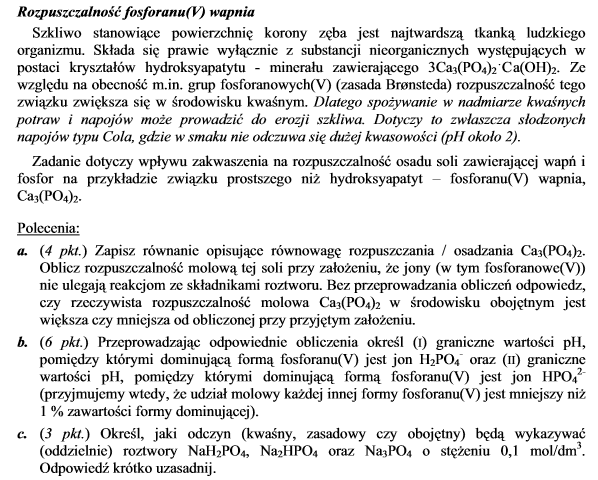 Rozpuszczalność fosforanu(V) wapnia
Szkliwo stanowiące powierzchnię korony zęba jest najtwardszą tkanką ludzkiego
organizmu. Składa się prawie wyłącznie z substancji nieorganicznych występujących w
postaci kryształów hydroksyapatytu - minerału zawierającego 3Ca₃(PO₄)₂·Ca(OH)₂. Ze
względu na obecność m.in. grup fosforanowych(V) (zasada Brønsteda) rozpuszczalność tego
związku zwiększa się w środowisku kwaśnym. Dlatego spożywanie w nadmiarze kwaśnych
potraw i napojów może prowadzić do erozji szkliwa. Dotyczy to zwłaszcza słodzonych
napojów typu Cola, gdzie w smaku nie odczuwa się dużej kwasowości (pH około 2).
Zadanie dotyczy wpływu zakwaszenia na rozpuszczalność osadu soli zawierającej wapń i
fosfor na przykładzie związku prostszego niż hydroksyapatyt – fosforanu(V) wapnia,
Ca₃(PO₄)₂.
Polecenia:
a. (4 pkt.) Zapisz równanie opisujące równowagę rozpuszczania / osadzania Ca₃(PO₄)₂.
Oblicz rozpuszczalność molową tej soli przy założeniu, że jony (w tym fosforanowe(V))
nie ulegają reakcjom ze składnikami roztworu. Bez przeprowadzania obliczeń odpowiedz,
czy rzeczywista rozpuszczalność molowa Ca₃(PO₄)₂ w środowisku obojętnym jest
większa czy mniejsza od obliczonej przy przyjętym założeniu.
b. (6 pkt.) Przeprowadzając odpowiednie obliczenia określ (I) graniczne wartości pH,
pomiędzy którymi dominującą formą fosforanu(V) jest jon H₂PO₄⁻ oraz (II) graniczne
wartości pH, pomiędzy którymi dominującą formą fosforanu(V) jest jon HPO₄²⁻
(przyjmujemy wtedy, że udział molowy każdej innej formy fosforanu(V) jest mniejszy niż
1 % zawartości formy dominującej).
c. (3 pkt.) Określ, jaki odczyn (kwaśny, zasadowy czy obojętny) będą wykazywać
(oddzielnie) roztwory NaH₂PO₄, Na₂HPO₄ oraz Na₃PO₄ o stężeniu 0,1 mol/dm³.
Odpowiedź krótko uzasadnij.